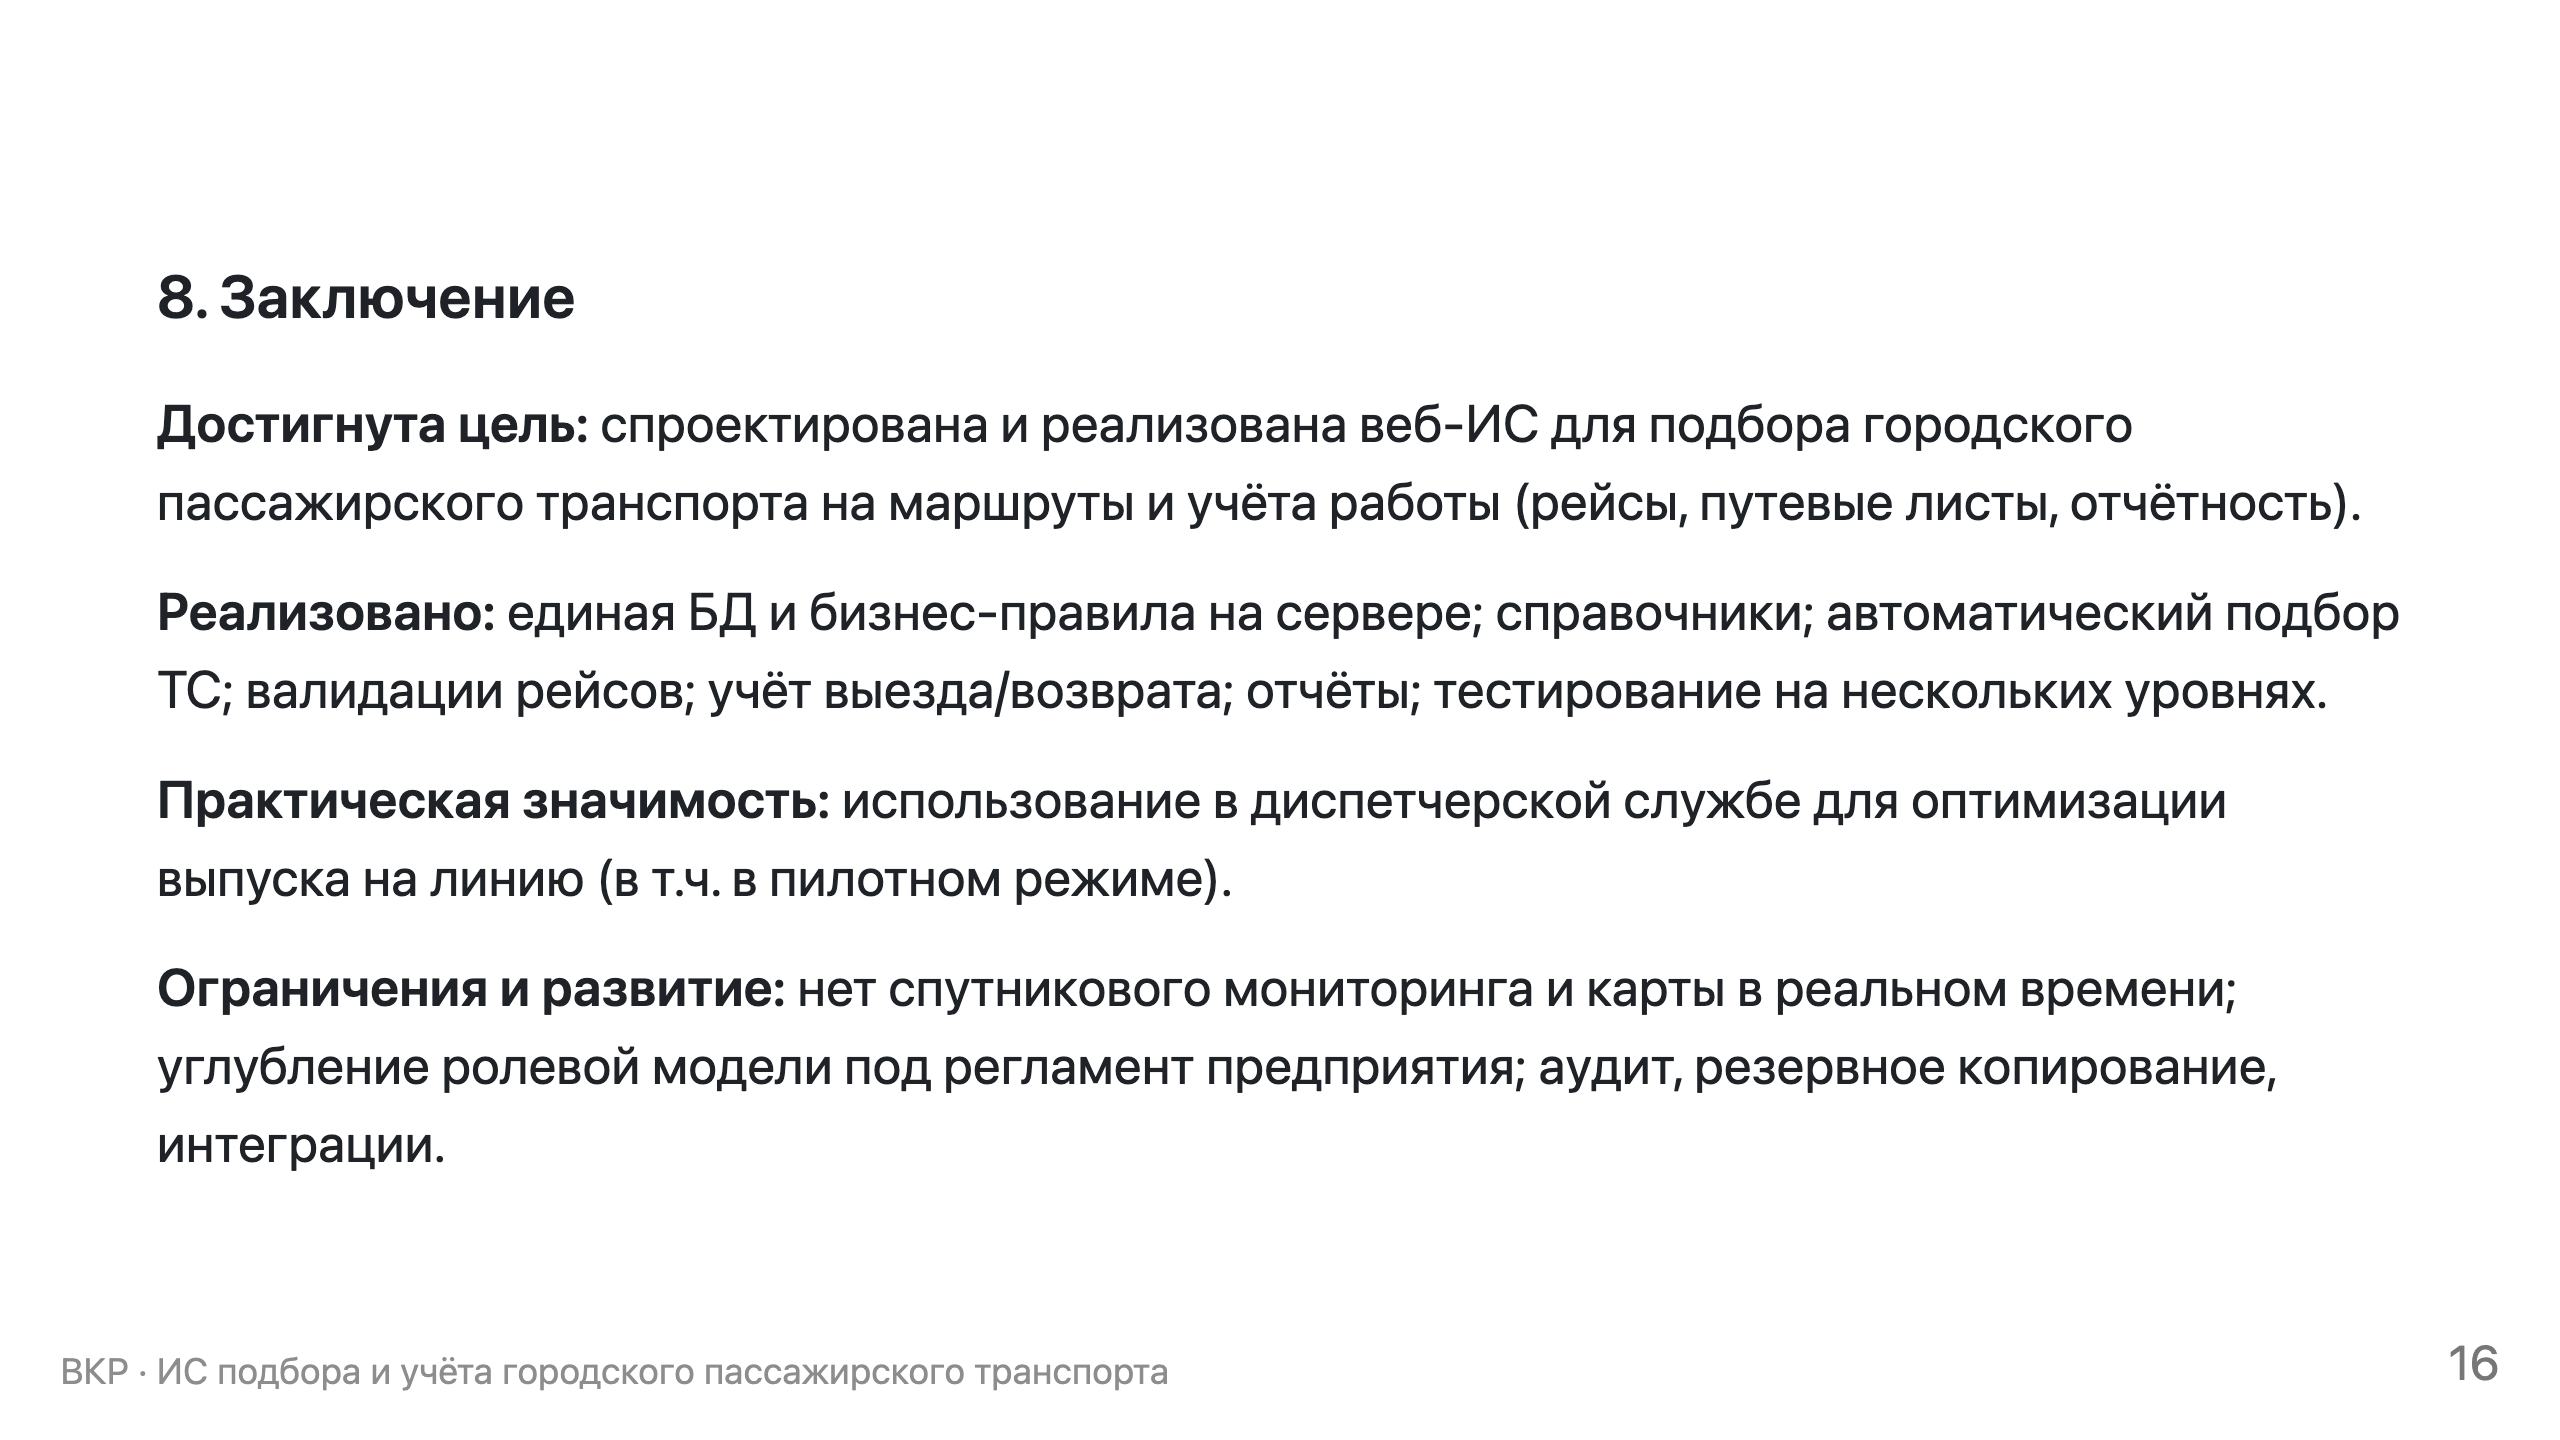 8. Заключение
Достигнута цель: спроектирована и реализована веб-ИС для подбора городского
пассажирского транспорта на маршруты и учёта работы (рейсы, путевые листы, отчётность).
Реализовано: единая БД и бизнес-правила на сервере; справочники; автоматический подбор
ТС; валидации рейсов; учёт выезда/возврата; отчёты; тестирование на нескольких уровнях.
Практическая значимость: использование в диспетчерской службе для оптимизации
выпуска на линию (в т.ч. в пилотном режиме).
Ограничения и развитие: нет спутникового мониторинга и карты в реальном времени;
углубление ролевой модели под регламент предприятия; аудит, резервное копирование,
интеграции.
ВКР · ИС подбора и учёта городского пассажирского транспорта
16